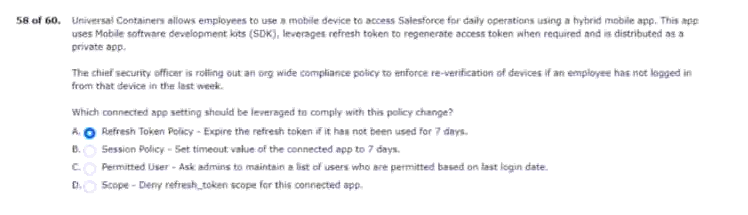 58 of 60. Universal Containers allows employees to use a mobile device to access Salesforce for daily operations using a hybrid mobile app. This app
uses Mobile software development kits (SDK), leverages refresh token to regenerate access token when required and is distributed as a
private app.
The chief security officer is rolling out an org wide compliance policy to enforce re-verification of devices if an employee has not logged in
from that device in the last week.
Which connected app setting should be leveraged to comply with this policy change?
A. Refresh Token Policy - Expire the refresh token if it has not been used for 7 days.
B. Session Policy - Set timeout value of the connected app to 7 days.
C. Permitted User - Ask admins to maintain a list of users who are permitted based on last login date.
D. Scope - Deny refresh_token scope for this connected app.